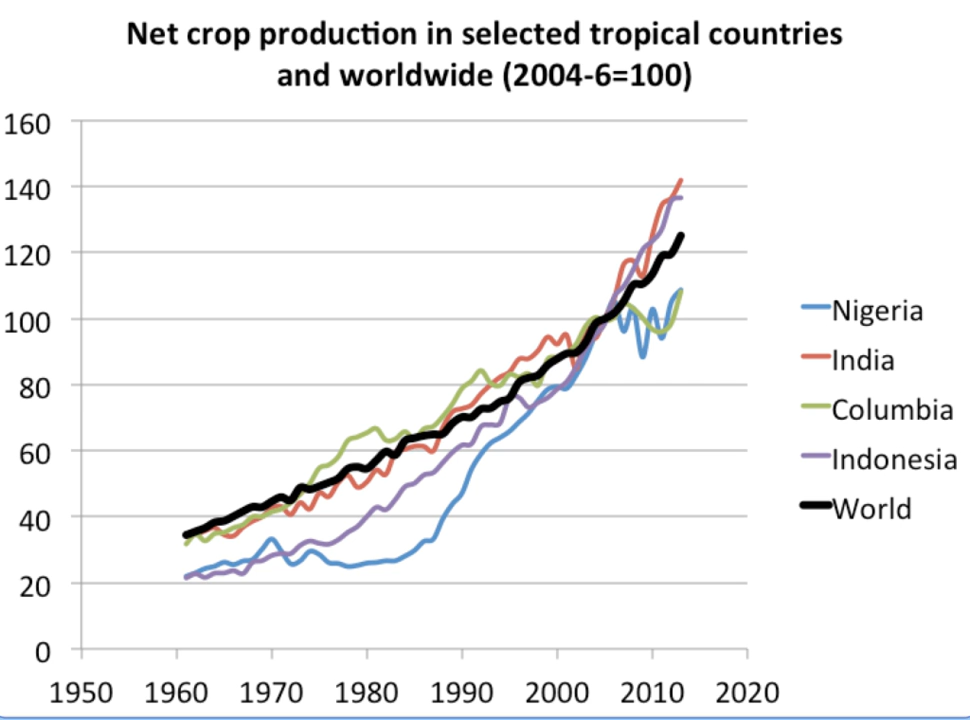 Net crop production in selected tropical countries
and worldwide (2004-6=100)
160
140
120
100
80
60
40
20
0
1950 1960 1970 1980 1990 2000 2010 2020
Nigeria
India
Columbia
Indonesia
World